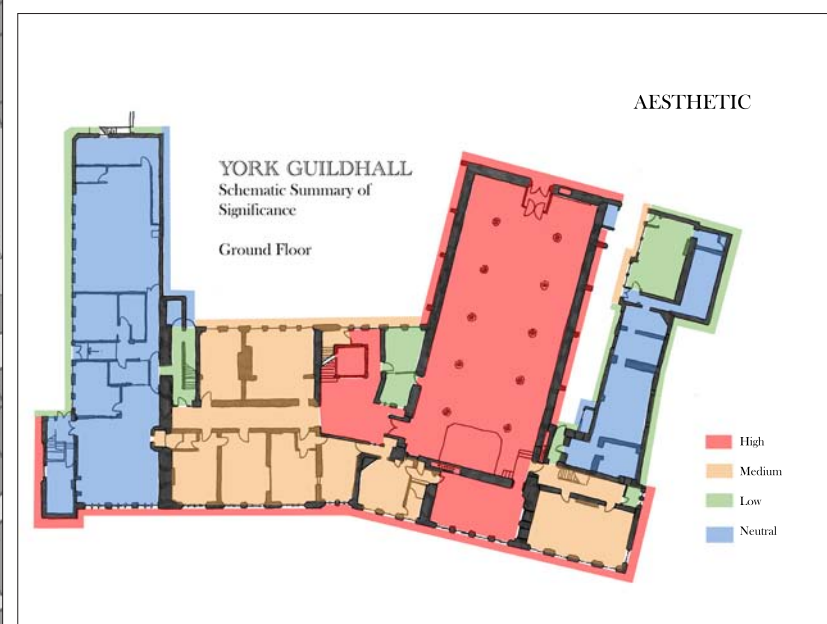 AESTHETIC
YORK GUILDHALL
Schematic Summary of
Significance
Ground Floor
High
Medium
Low
Neutral